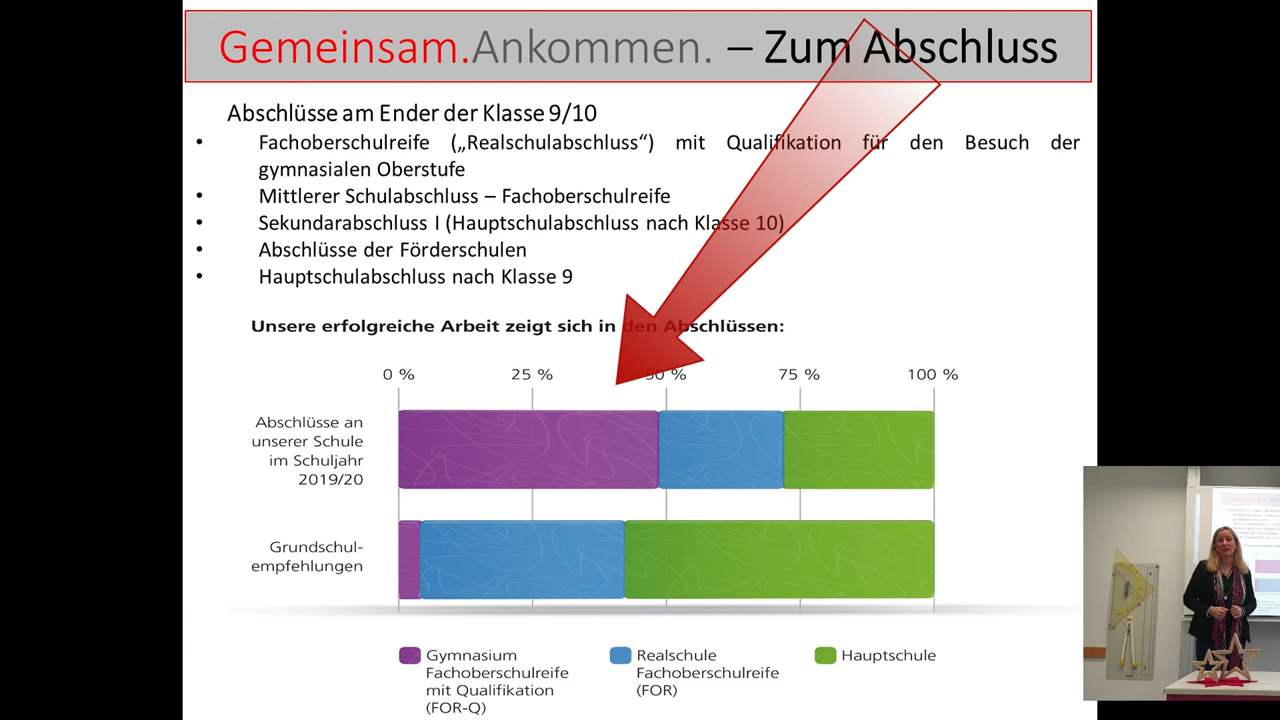 Gemeinsam.Ankommen. – Zum Abschluss
Abschlüsse am Ender der Klasse 9/10
• Fachoberschulreife („Realschulabschluss“) mit Qualifikation für den Besuch der
gymnasialen Oberstufe
• Mittlerer Schulabschluss – Fachoberschulreife
• Sekundarabschluss I (Hauptschulabschluss nach Klasse 10)
• Abschlüsse der Förderschulen
• Hauptschulabschluss nach Klasse 9
Unsere erfolgreiche Arbeit zeigt sich in den Abschlüssen:
0 % 25 % 50 % 75 % 100 %
Abschlüsse an
unserer Schule
im Schuljahr
2019/20
Grundschul-
empfehlungen
Gymnasium
Fachoberschulreife
mit Qualifikation
(FOR-Q)
Realschule
Fachoberschulreife
(FOR)
Hauptschule